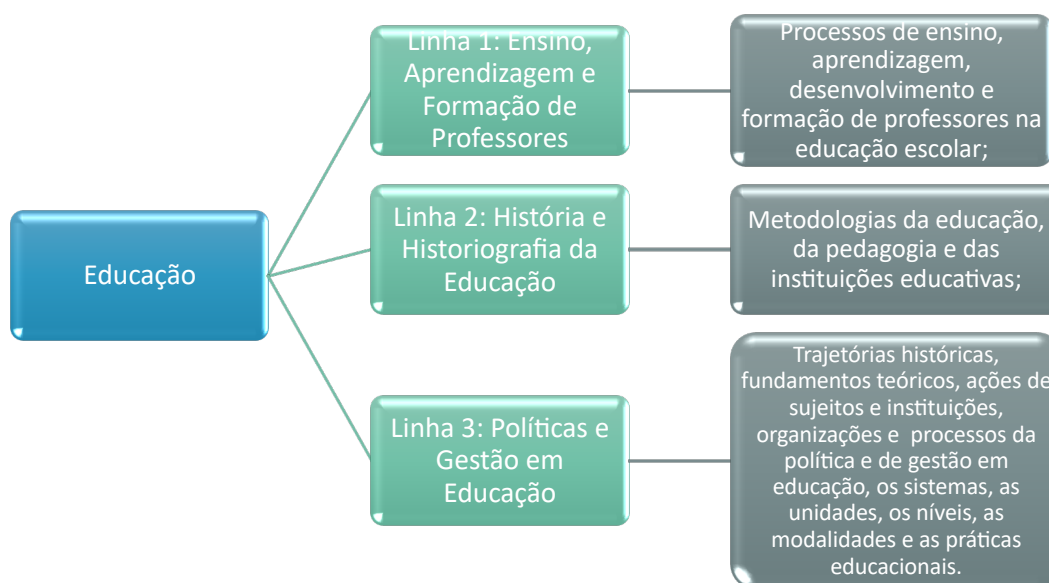 Educação
Linha 1: Ensino,
Aprendizagem e
Formação de
Professores
Processos de ensino,
aprendizagem,
desenvolvimento e
formação de professores na
educação escolar;
Linha 2: História e
Historiografia da
Educação
Metodologias da educação,
da pedagogia e das
instituições educativas;
Linha 3: Políticas e
Gestão em
Educação
Trajetórias históricas,
fundamentos teóricos, ações de
sujeitos e instituições,
organizações e processos da
política e de gestão em
educação, os sistemas, as
unidades, os níveis, as
modalidades e as práticas
educacionais.